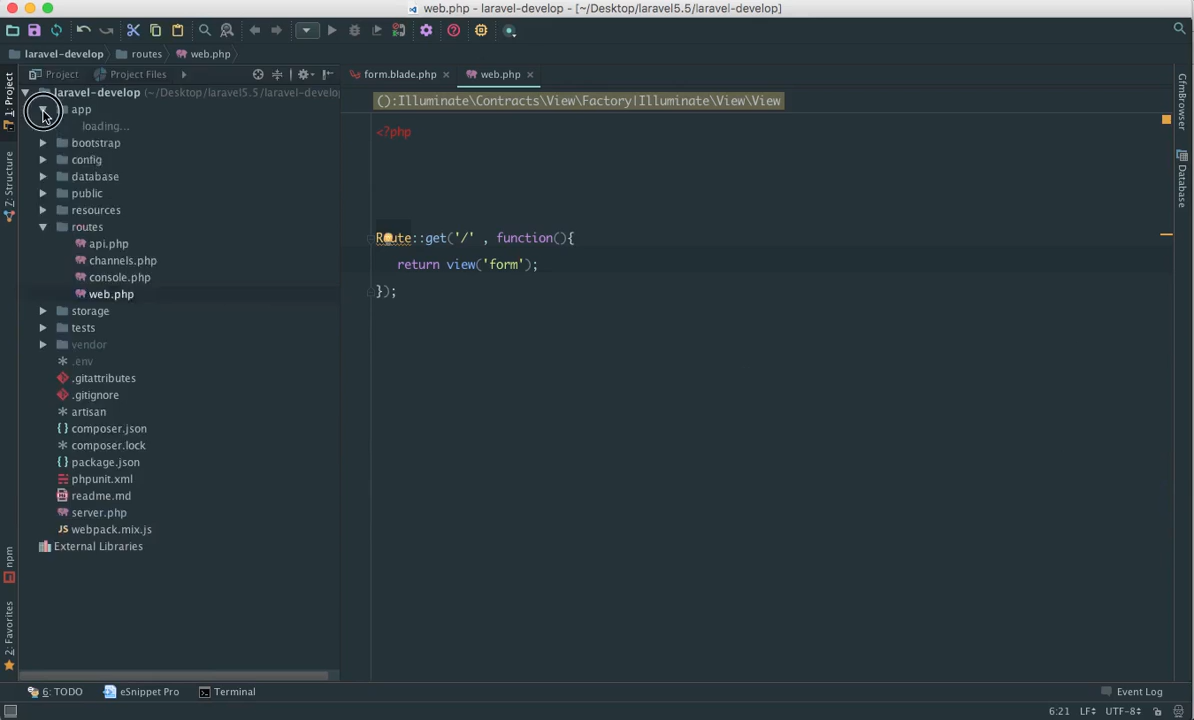 web.php - laravel-develop - [~/Desktop/laravel5.5/laravel-develop]
laravel-develop routes web.php
Project Project Files
form.blade.php web.php
1: Project
Z: Structure
npm
2: Favorites
laravel-develop (~/Desktop/laravel5.5/laravel-develop
app
loading...
bootstrap
config
database
public
resources
routes
api.php
channels.php
console.php
web.php
storage
tests
vendor
.env
.gitattributes
.gitignore
artisan
composer.json
composer.lock
package.json
phpunit.xml
readme.md
server.php
webpack.mix.js
External Libraries
():Illuminate\Contracts\View\Factory|Illuminate\View\View
<?php
Route::get('/' , function(){
return view('form');
});
GfmBrowser
Database
6: TODO eSnippet Pro Terminal Event Log
6:21 LF UTF-8